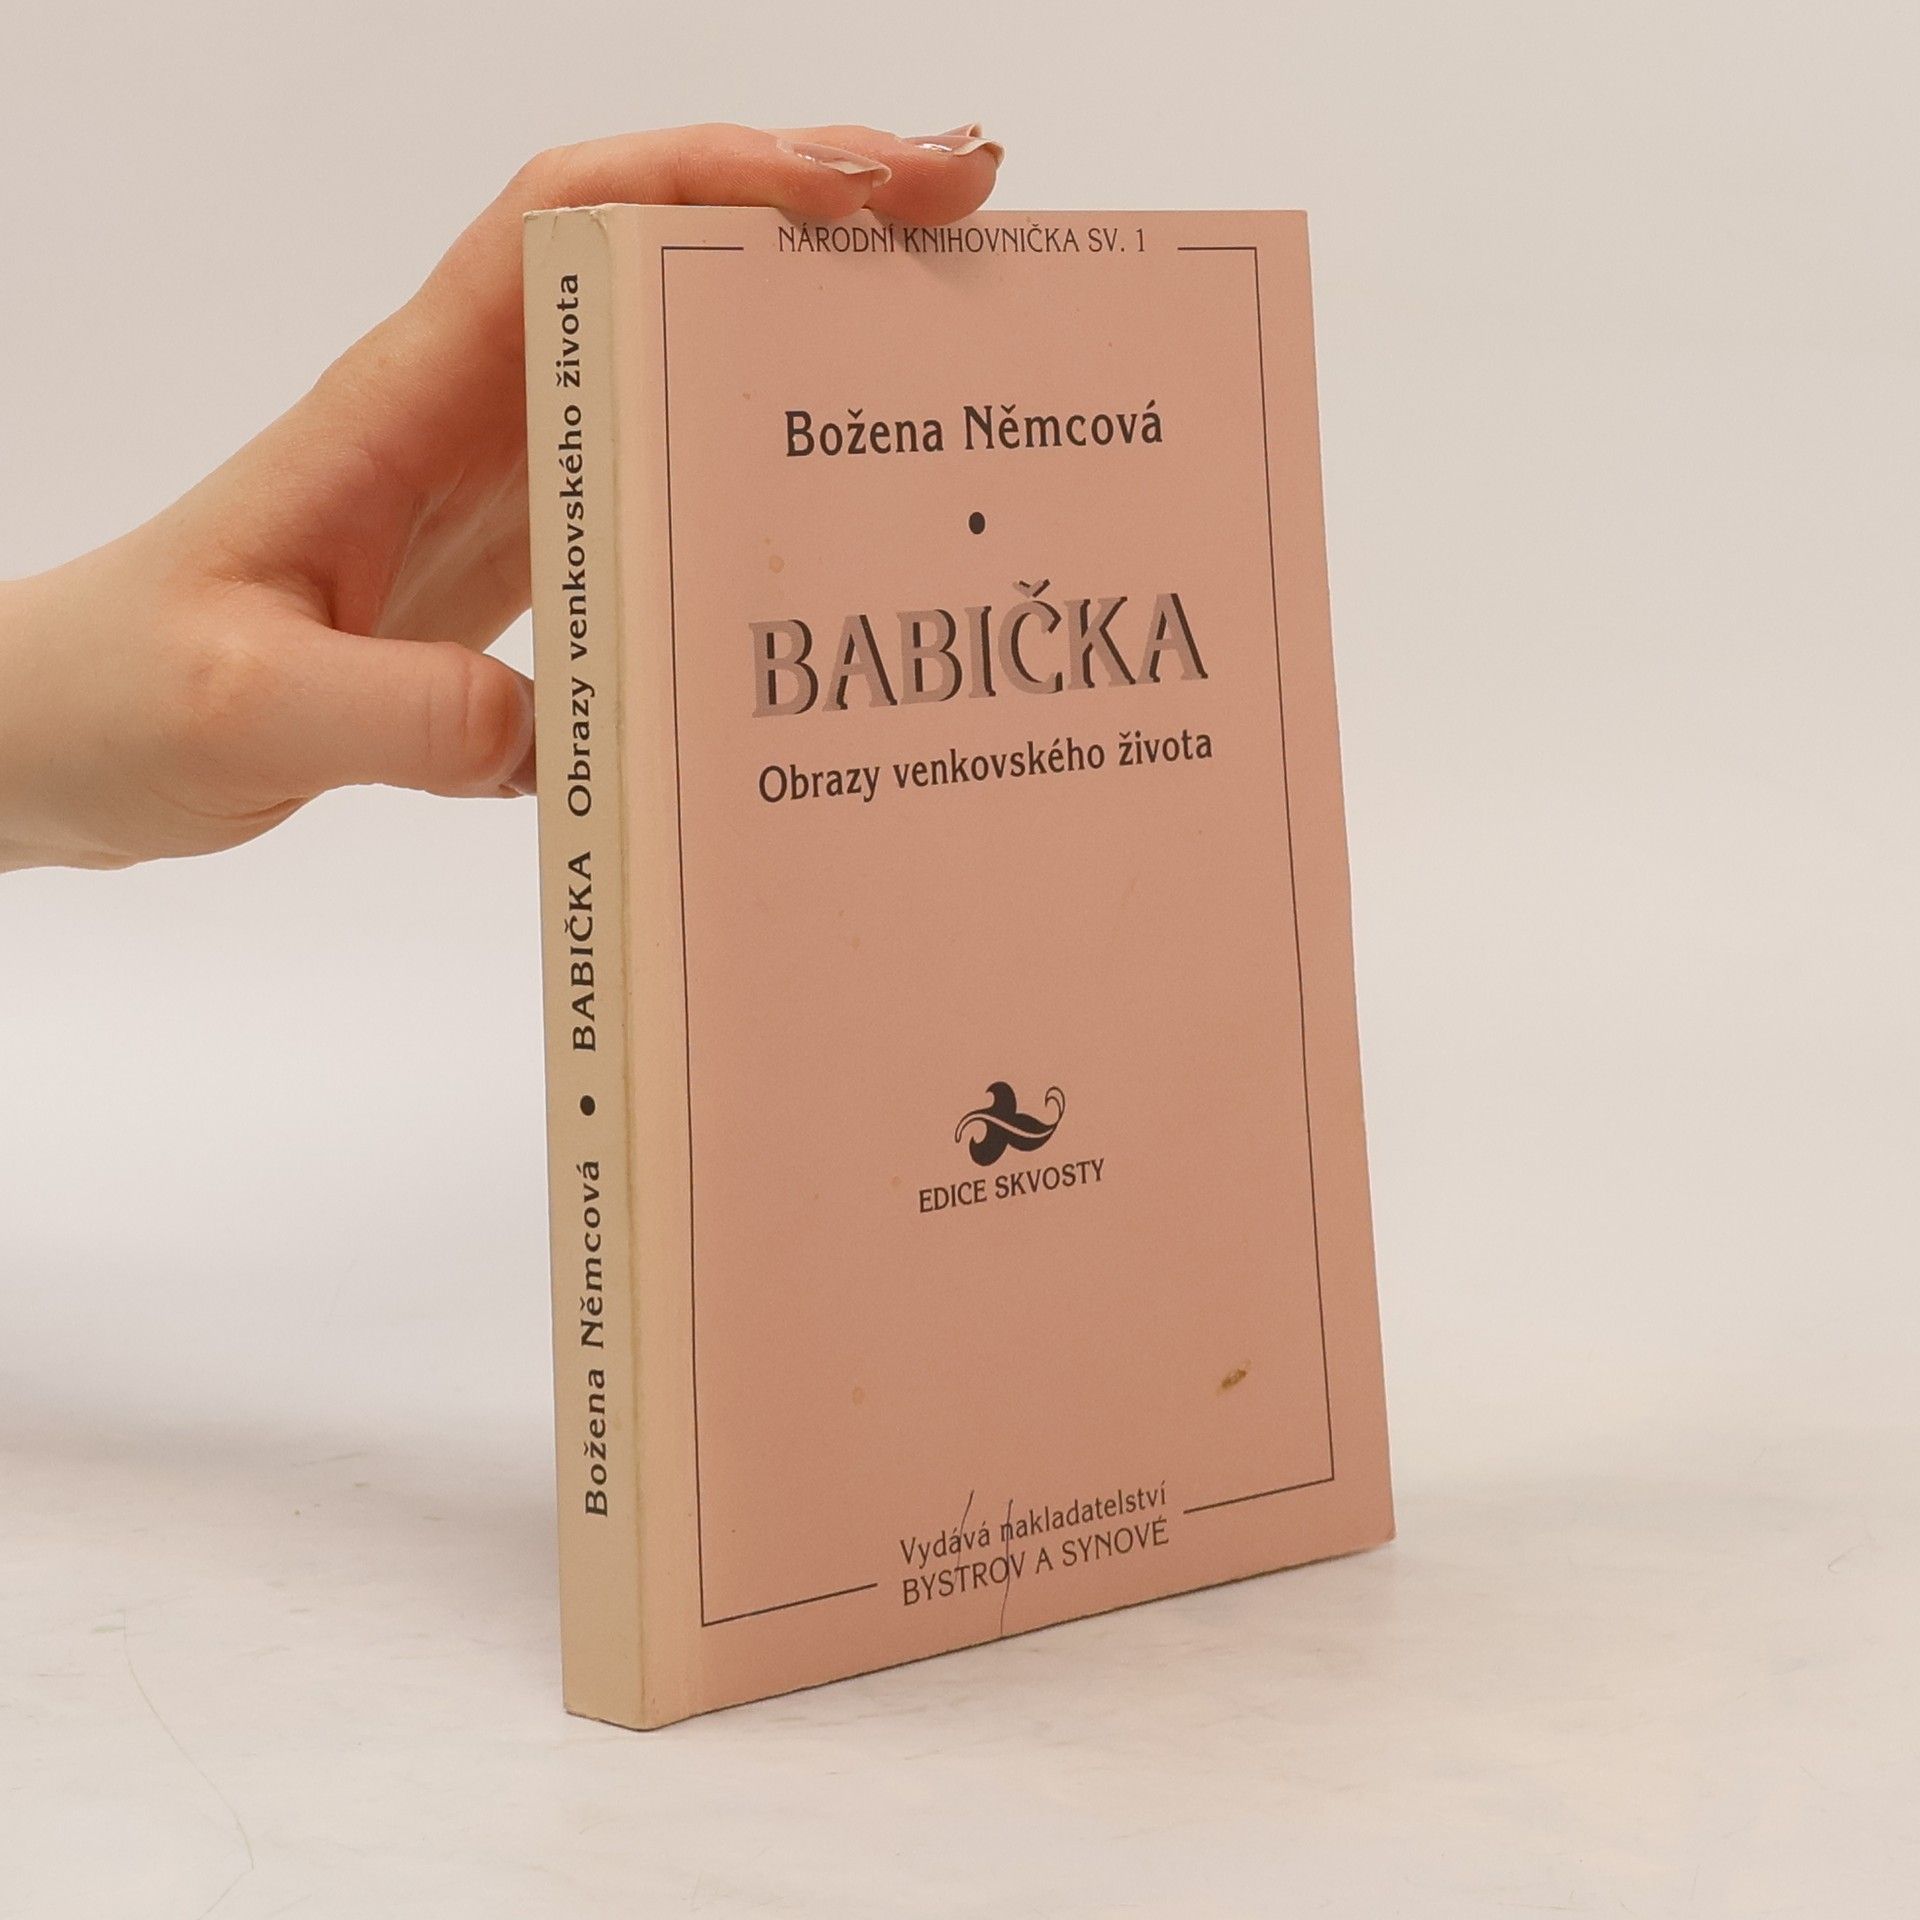 NÁRODNÍ KNIHOVNIČKA SV. 1
Božena Němcová
•
BABIČKA
Obrazy venkovského života
EDICE SKVOSTY
Vydává nakladatelství
BYSTROV A SYNOVÉ
Božena Němcová • BABIČKA Obrazy venkovského života